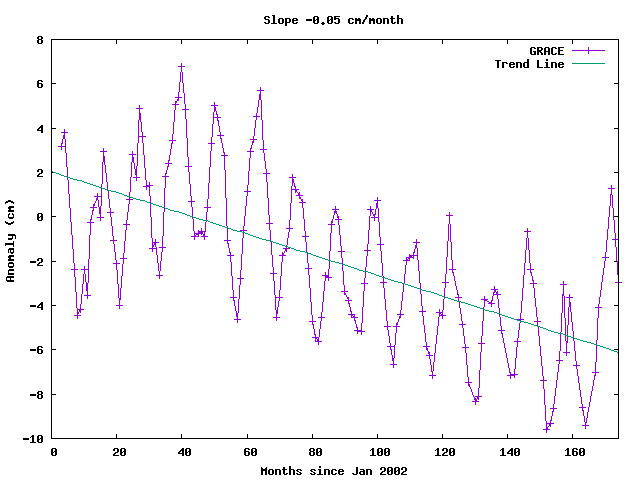 Slope -0.05 cm/month
GRACE
Trend Line
8
6
4
2
0
-2
-4
-6
-8
-10
Anomaly (cm)
0 20 40 60 80 100 120 140 160
Months since Jan 2002